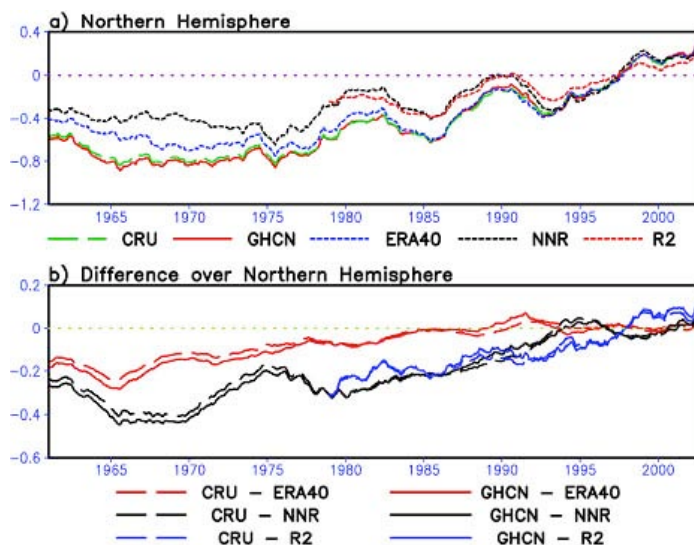 a) Northern Hemisphere
0.4
0
-0.4
-0.8
-1.2
1965 1970 1975 1980 1985 1990 1995 2000
CRU GHCN ERA40 NNR R2
b) Difference over Northern Hemisphere
0.2
0
-0.2
-0.4
-0.6
1965 1970 1975 1980 1985 1990 1995 2000
CRU - ERA40 GHCN - ERA40
CRU - NNR GHCN - NNR
CRU - R2 GHCN - R2